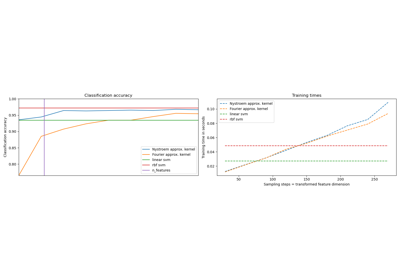 Classification accuracy
Classification accuracy
1.00
0.95
0.90
0.85
0.80
Nystroem approx. kernel
Fourier approx. kernel
linear svm
rbf svm
n_features
Training times
Training time in seconds
0.10
0.08
0.06
0.04
0.02
Nystroem approx. kernel
Fourier approx. kernel
linear svm
rbf svm
50
100
150
200
250
Sampling steps = transformed feature dimension